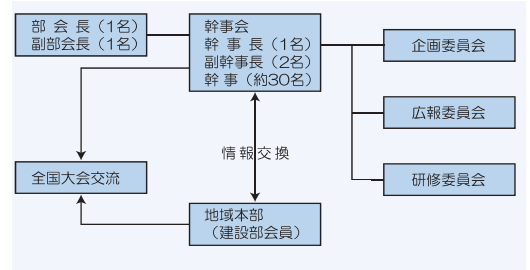 部会長（1名）
副部会長（1名）
幹事会
幹事長（1名）
副幹事長（2名）
幹事（約30名）
企画委員会
広報委員会
研修委員会
情報交換
全国大会交流
地域本部
（建設部会員）